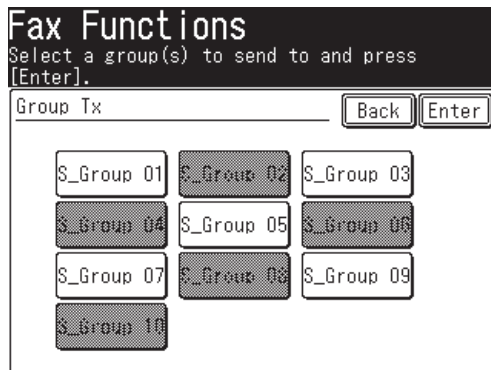 Fax Functions
Select a group(s) to send to and press
[Enter].
Group Tx
Back Enter
S_Group 01 S_Group 02 S_Group 03
S_Group 04 S_Group 05 S_Group 06
S_Group 07 S_Group 08 S_Group 09
S_Group 10